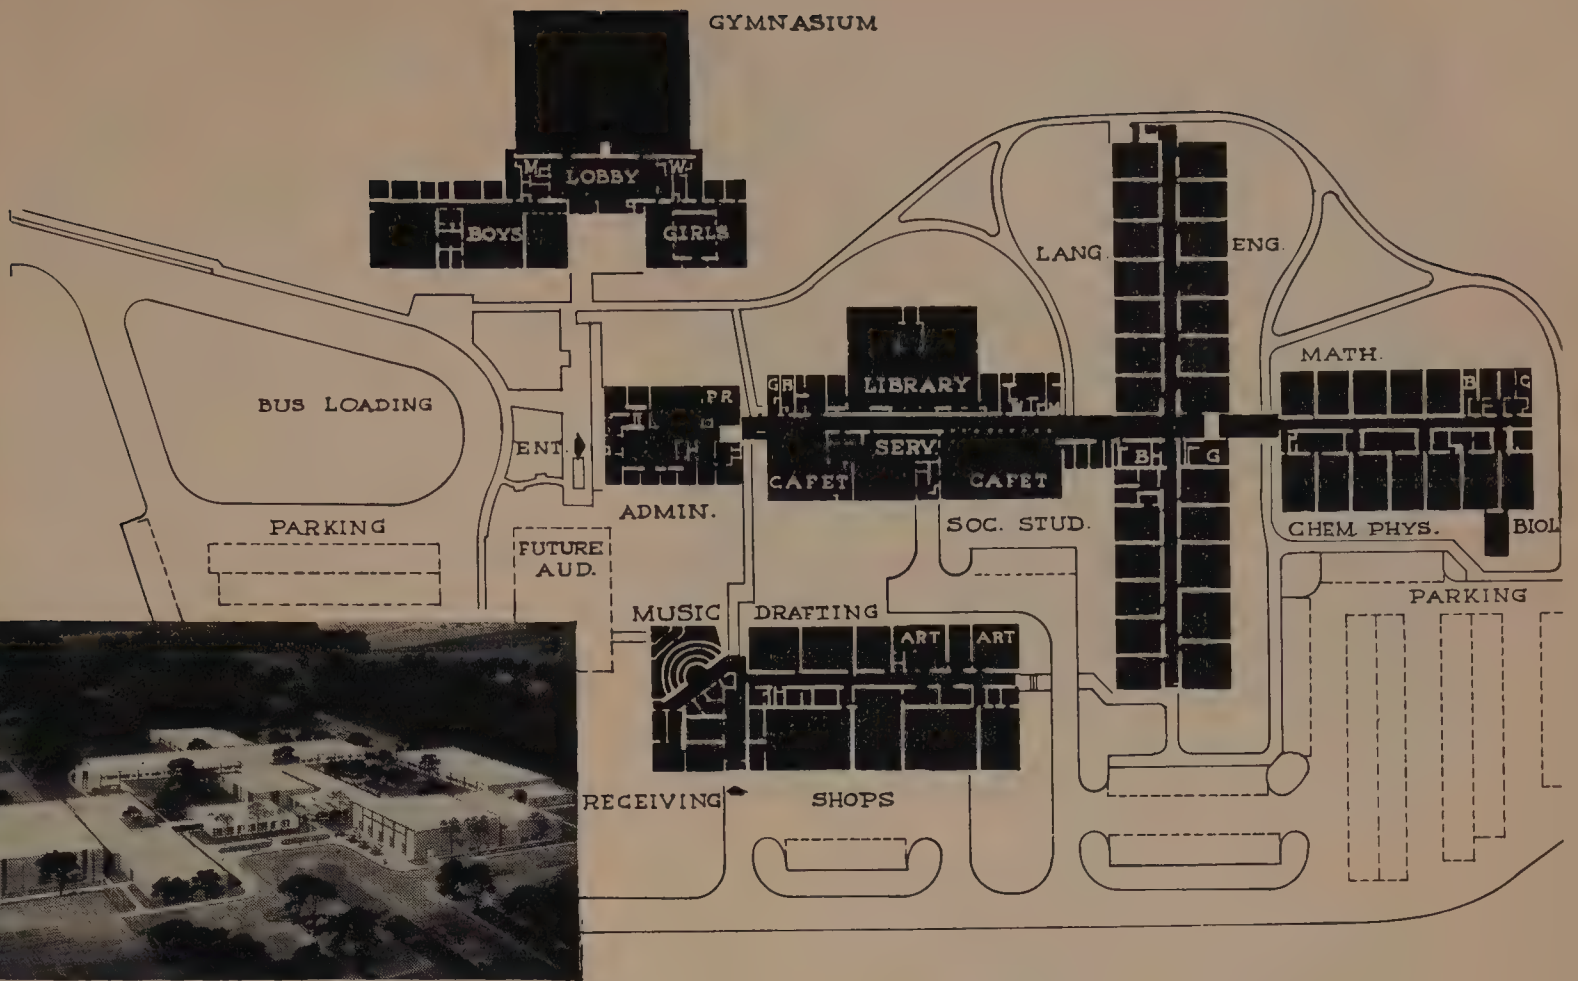 GYMNASIUM
M
W
LOBBY
BOYS
GIRLS
LANG.
ENG.
MATH.
BUS LOADING
ENT.
PR
G B
LIBRARY
B
G
SERV.
CAFET
CAFET
B
G
ADMIN.
SOC. STUD.
CHEM. PHYS.
BIOL
PARKING
FUTURE
AUD.
PARKING
MUSIC
DRAFTING
ART
ART
RECEIVING
SHOPS